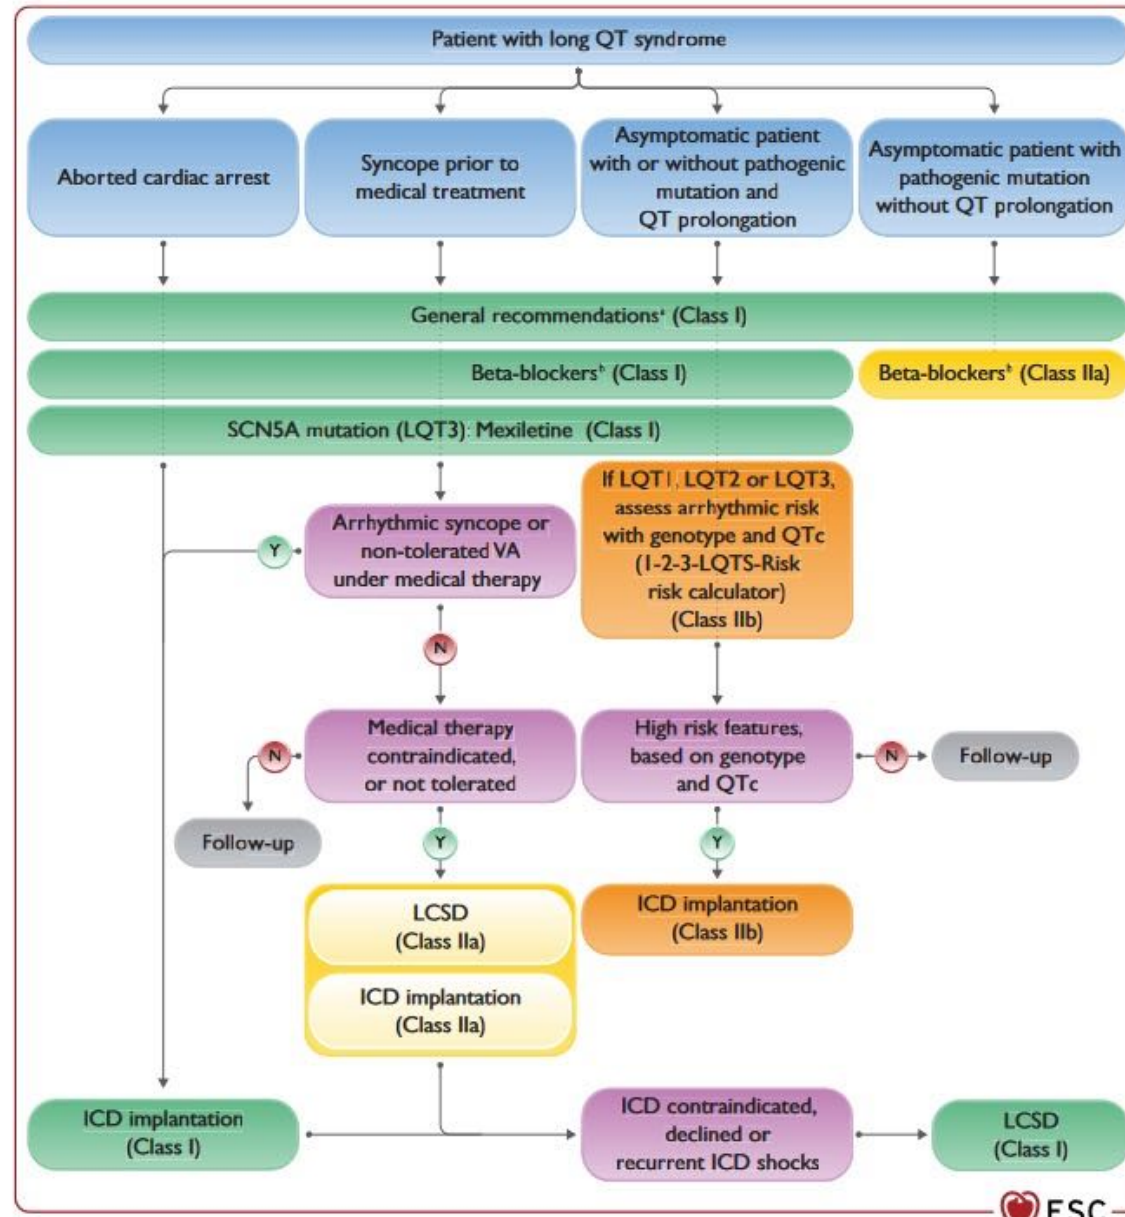 Patient with long QT syndrome
Aborted cardiac arrest
Syncope prior to
medical treatment
Asymptomatic patient
with or without pathogenic
mutation and
QT prolongation
Asymptomatic patient with
pathogenic mutation
without QT prolongation
General recommendationsᵃ (Class I)
Beta-blockersᵇ (Class I)
Beta-blockersᵇ (Class IIa)
SCN5A mutation (LQT3): Mexiletine (Class I)
If LQT1, LQT2 or LQT3,
assess arrhythmic risk
with genotype and QTc
(1-2-3-LQTS-Risk
risk calculator)
(Class IIb)
Y
Arrhythmic syncope or
non-tolerated VA
under medical therapy
N
N
Medical therapy
contraindicated,
or not tolerated
High risk features,
based on genotype
and QTc
N
Follow-up
Follow-up
Y
Y
LCSD
(Class IIa)
ICD implantation
(Class IIa)
ICD implantation
(Class IIb)
ICD implantation
(Class I)
ICD contraindicated,
declined or
recurrent ICD shocks
LCSD
(Class I)
ESC